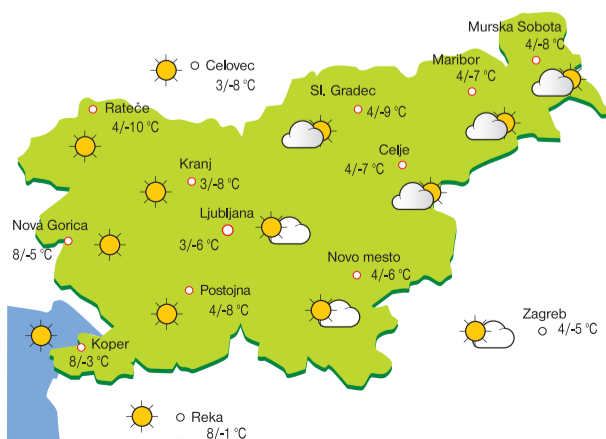 Murska Sobota
4/-8 °C
Celovec
3/-8 °C
Maribor
4/-7 °C
Sl. Gradec
4/-9 °C
Rateče
4/-10 °C
Celje
4/-7 °C
Kranj
3/-8 °C
Ljubljana
3/-6 °C
Nová Gorica
8/-5 °C
Novo mesto
4/-6 °C
Postojna
4/-8 °C
Zagreb
4/-5 °C
Koper
8/-3 °C
Reka
8/-1 °C